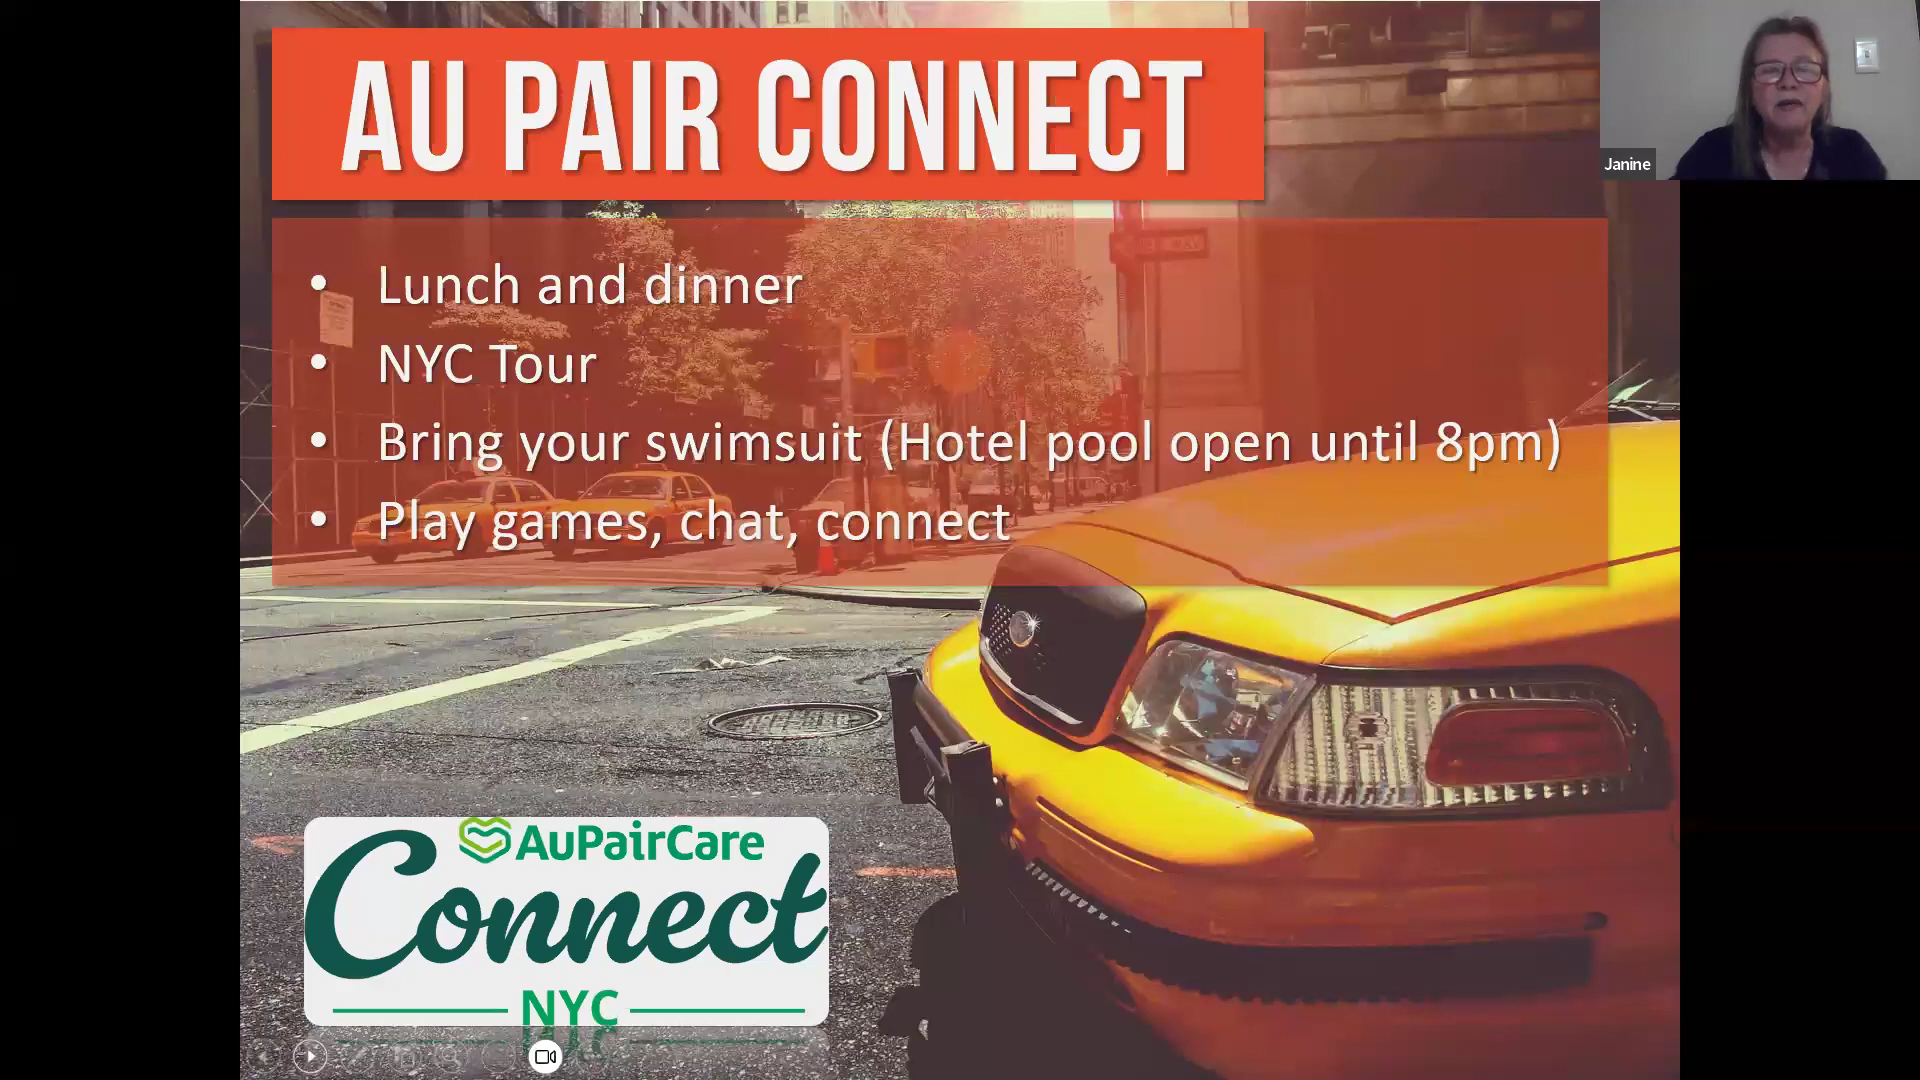 AU PAIR CONNECT
Janine
• Lunch and dinner
• NYC Tour
• Bring your swimsuit (Hotel pool open until 8pm)
• Play games, chat, connect
AuPairCare
Connect
NYC